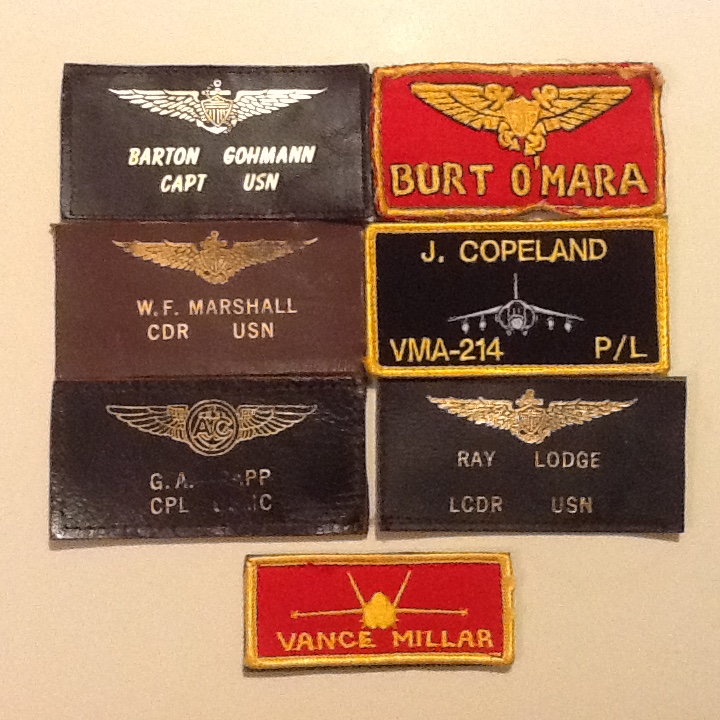 BARTON GOHMANN
CAPT USN
BURT O'MARA
W.F. MARSHALL
CDR USN
J. COPELAND
VMA-214 P/L
AC
G.A.
CPL
RAY LODGE
LCDR USN
VANCE MILLAR